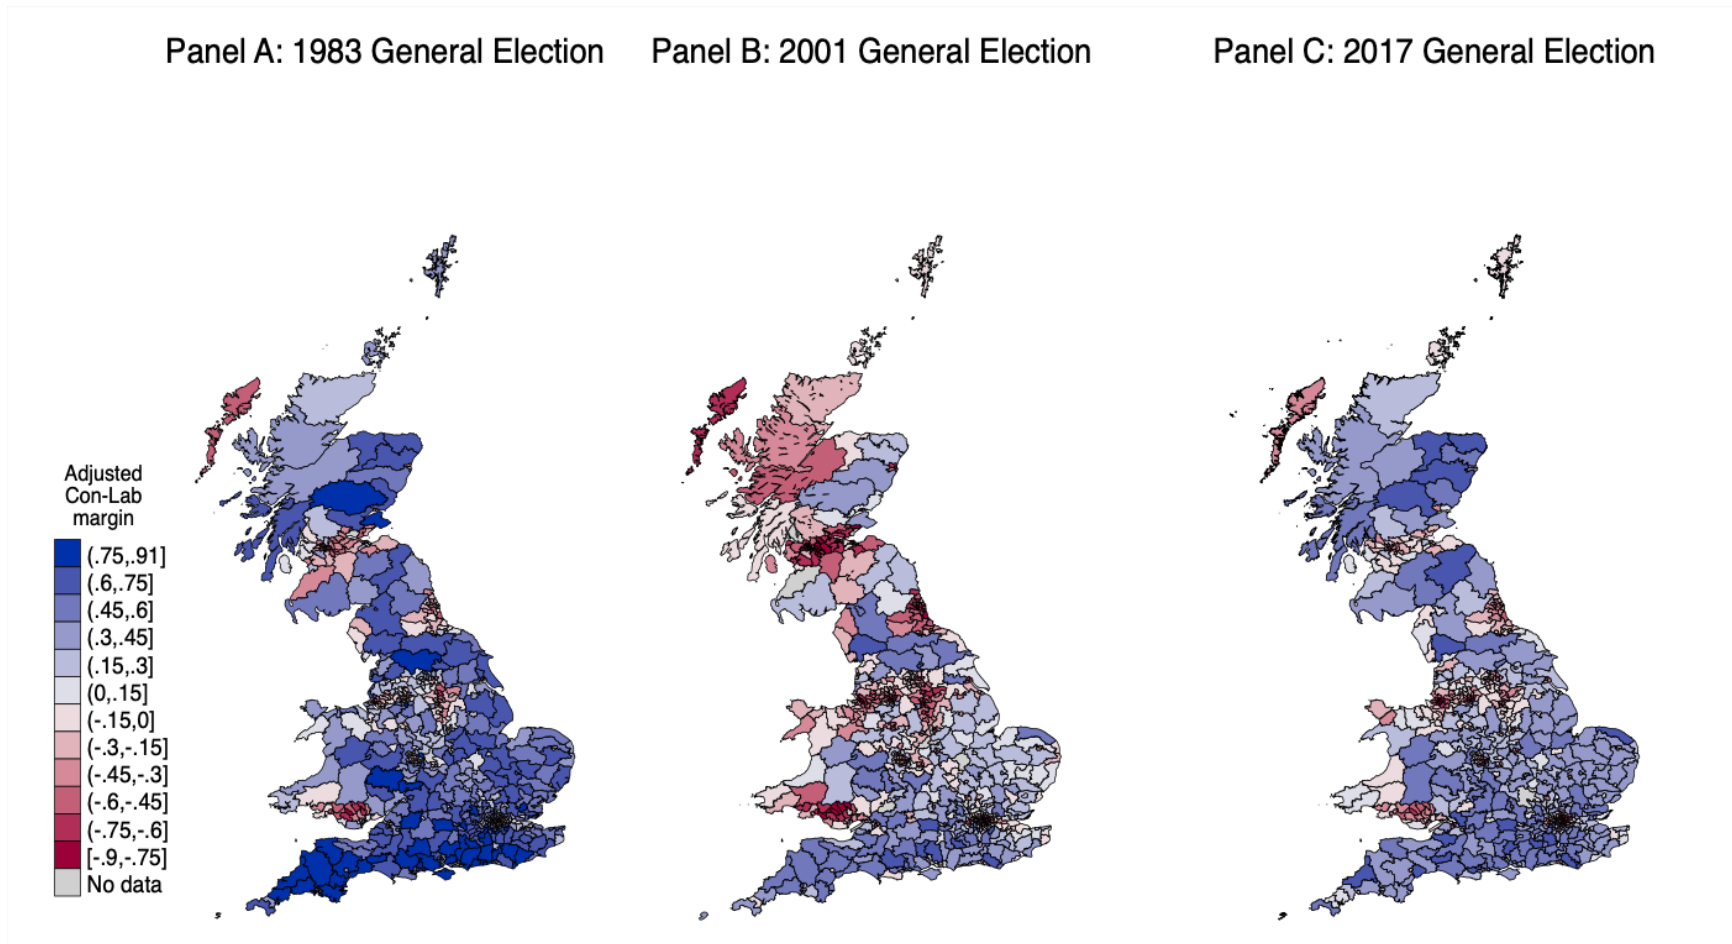 Panel A: 1983 General Election
Panel B: 2001 General Election
Panel C: 2017 General Election
Adjusted
Con-Lab
margin
(.75,.91]
(.6,.75]
(.45,.6]
(.3,.45]
(.15,.3]
(0,.15]
(-.15,0]
(-.3,-.15]
(-.45,-.3]
(-.6,-.45]
(-.75,-.6]
[-.9,-.75]
No data